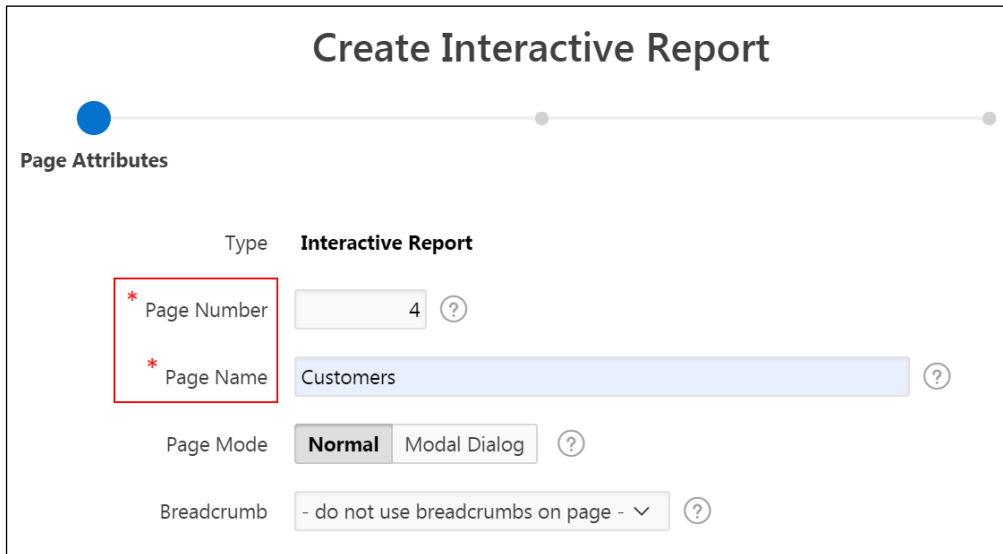 Create Interactive Report
Page Attributes
Type Interactive Report
* Page Number 4 ?
* Page Name Customers ?
Page Mode Normal Modal Dialog ?
Breadcrumb - do not use breadcrumbs on page - ?